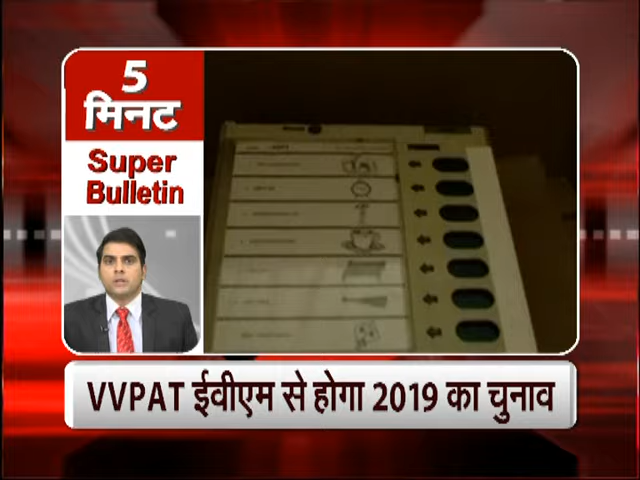 5
मिनट
Super
Bulletin
VVPAT ईवीएम से होगा 2019 का चुनाव